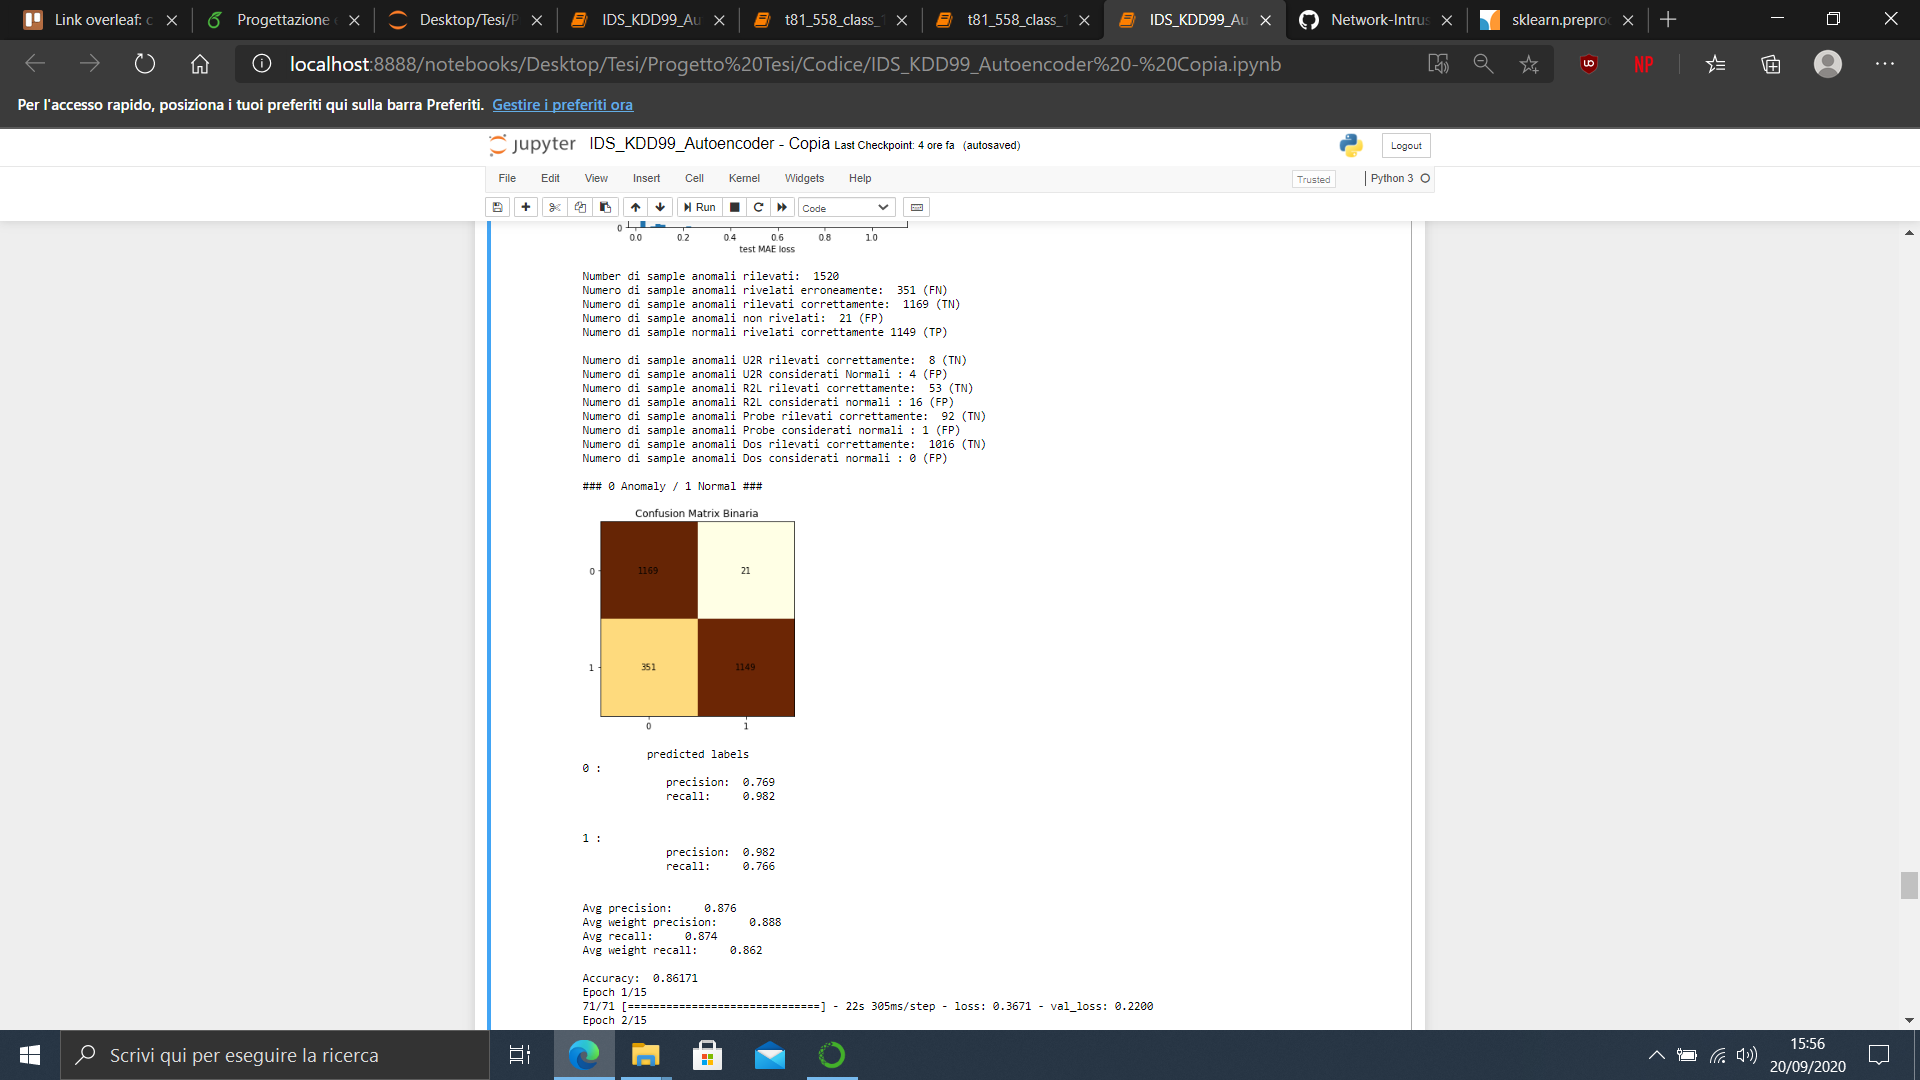 Link overleaf: c
Progettazione e
Desktop/Tesi/P
IDS_KDD99_Au
t81_558_class_1
t81_558_class_1
IDS_KDD99_Au
Network-Intrus
sklearn.preproc
localhost:8888/notebooks/Desktop/Tesi/Progetto%20Tesi/Codice/IDS_KDD99_Autoencoder%20-%20Copia.ipynb
NP
Per l'accesso rapido, posiziona i tuoi preferiti qui sulla barra Preferiti. Gestire i preferiti ora
jupyter IDS_KDD99_Autoencoder - Copia Last Checkpoint: 4 ore fa (autosaved)
Logout
File Edit View Insert Cell Kernel Widgets Help
Trusted
Python 3
Run
Code
0
0.0 0.2 0.4 0.6 0.8 1.0
test MAE loss
Number di sample anomali rilevati: 1520
Numero di sample anomali rivelati erroneamente: 351 (FN)
Numero di sample anomali rilevati correttamente: 1169 (TN)
Numero di sample anomali non rivelati: 21 (FP)
Numero di sample normali rivelati correttamente 1149 (TP)
Numero di sample anomali U2R rilevati correttamente: 8 (TN)
Numero di sample anomali U2R considerati Normali : 4 (FP)
Numero di sample anomali R2L rilevati correttamente: 53 (TN)
Numero di sample anomali R2L considerati normali : 16 (FP)
Numero di sample anomali Probe rilevati correttamente: 92 (TN)
Numero di sample anomali Probe considerati normali : 1 (FP)
Numero di sample anomali Dos rilevati correttamente: 1016 (TN)
Numero di sample anomali Dos considerati normali : 0 (FP)
### 0 Anomaly / 1 Normal ###
Confusion Matrix Binaria
0 1169 21
1 351 1149
0 1
predicted labels
0 :
precision: 0.769
recall: 0.982
1 :
precision: 0.982
recall: 0.766
Avg precision: 0.876
Avg weight precision: 0.888
Avg recall: 0.874
Avg weight recall: 0.862
Accuracy: 0.86171
Epoch 1/15
71/71 [==============================] - 22s 305ms/step - loss: 0.3671 - val_loss: 0.2200
Epoch 2/15
Scrivi qui per eseguire la ricerca
15:56
20/09/2020